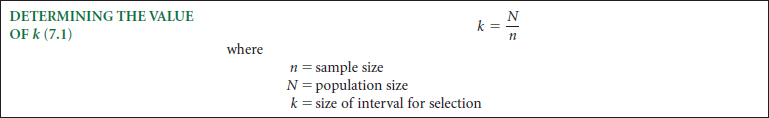 DETERMINING THE VALUE
OF k (7.1)
k = N/n
where
n = sample size
N = population size
k = size of interval for selection